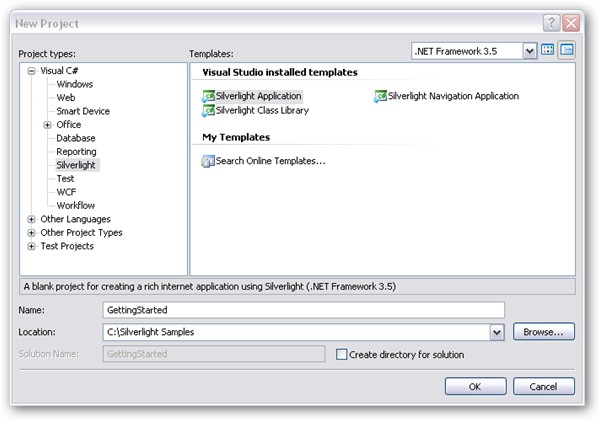 New Project
Project types:
Templates:
.NET Framework 3.5
Visual C#
Windows
Web
Smart Device
Office
Database
Reporting
Silverlight
Test
WCF
Workflow
Other Languages
Other Project Types
Test Projects
Visual Studio installed templates
Silverlight Application
Silverlight Navigation Application
Silverlight Class Library
My Templates
Search Online Templates...
A blank project for creating a rich internet application using Silverlight (.NET Framework 3.5)
Name:
GettingStarted
Location:
C:\Silverlight Samples
Browse...
Solution Name:
GettingStarted
Create directory for solution
OK
Cancel